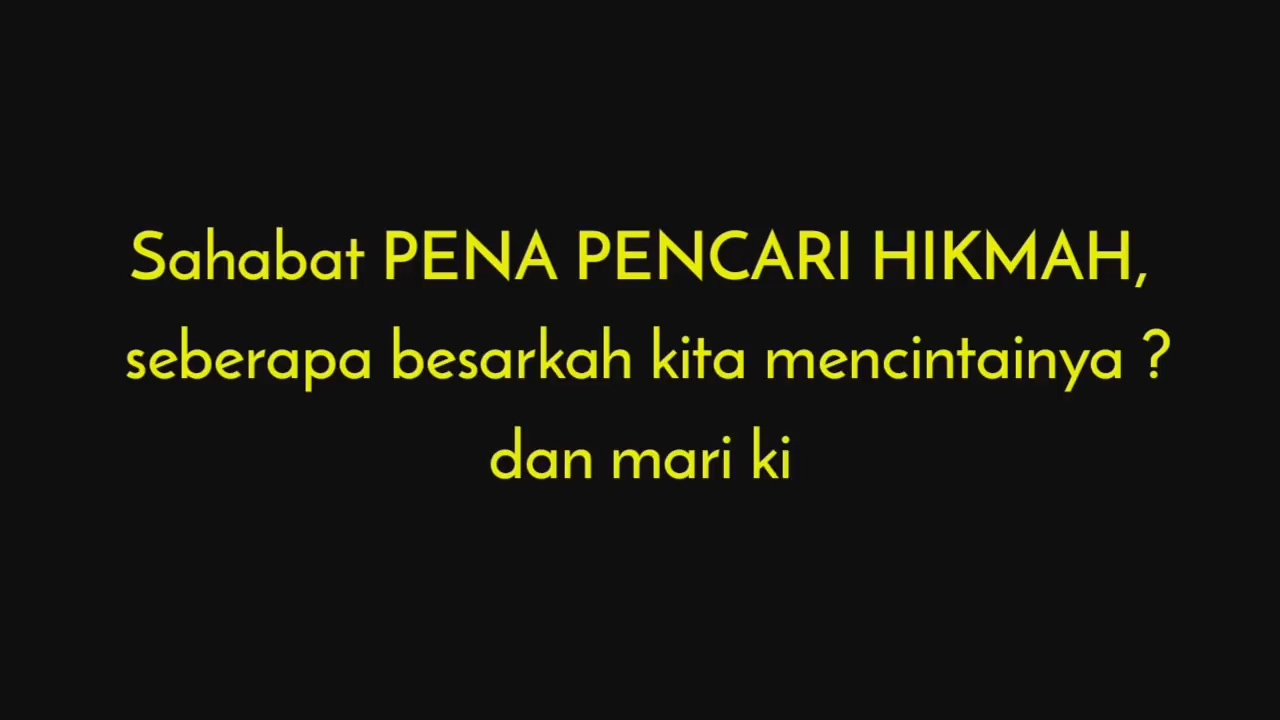 Sahabat PENA PENCARI HIKMAH,
seberapa besarkah kita mencintainya ?
dan mari ki